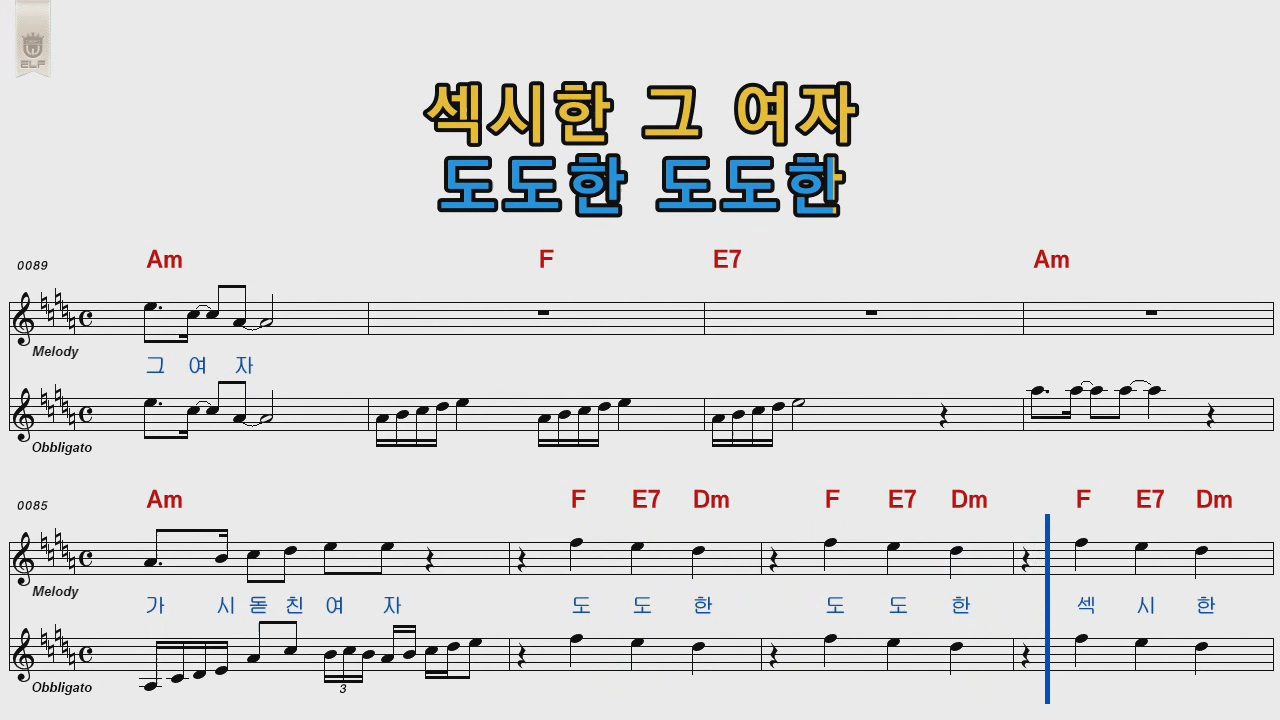 ELF
섹시한 그 여자
도도한 도도한
0089 Am F E7 Am
Melody
그 여 자
Obbligato
0085 Am F E7 Dm F E7 Dm F E7 Dm
Melody
가 시 돋 친 여 자 도 도 한 도 도 한 섹 시 한
3
Obbligato